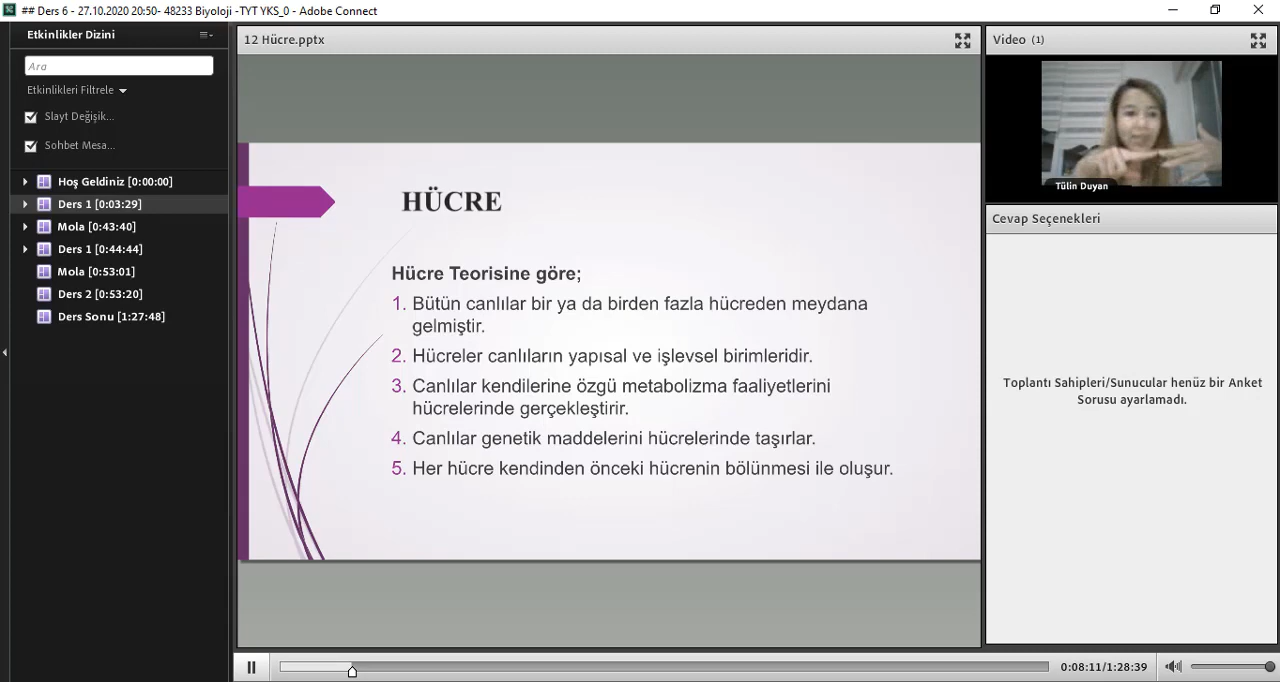 ## Ders 6 - 27.10.2020 20:50- 48233 Biyoloji -TYT YKS_0 - Adobe Connect
Etkinlikler Dizini
Ara
Etkinlikleri Filtrele
Slayt Değişik...
Sohbet Mesa...
Hoş Geldiniz [0:00:00]
Ders 1 [0:03:29]
Mola [0:43:40]
Ders 1 [0:44:44]
Mola [0:53:01]
Ders 2 [0:53:20]
Ders Sonu [1:27:48]
12 Hücre.pptx
HÜCRE
Hücre Teorisine göre;
1. Bütün canlılar bir ya da birden fazla hücreden meydana
gelmiştir.
2. Hücreler canlıların yapısal ve işlevsel birimleridir.
3. Canlılar kendilerine özgü metabolizma faaliyetlerini
hücrelerinde gerçekleştirir.
4. Canlılar genetik maddelerini hücrelerinde taşırlar.
5. Her hücre kendinden önceki hücrenin bölünmesi ile oluşur.
Video (1)
Tülin Duyan
Cevap Seçenekleri
Toplantı Sahipleri/Sunucular henüz bir Anket
Sorusu ayarlamadı.
0:08:11/1:28:39